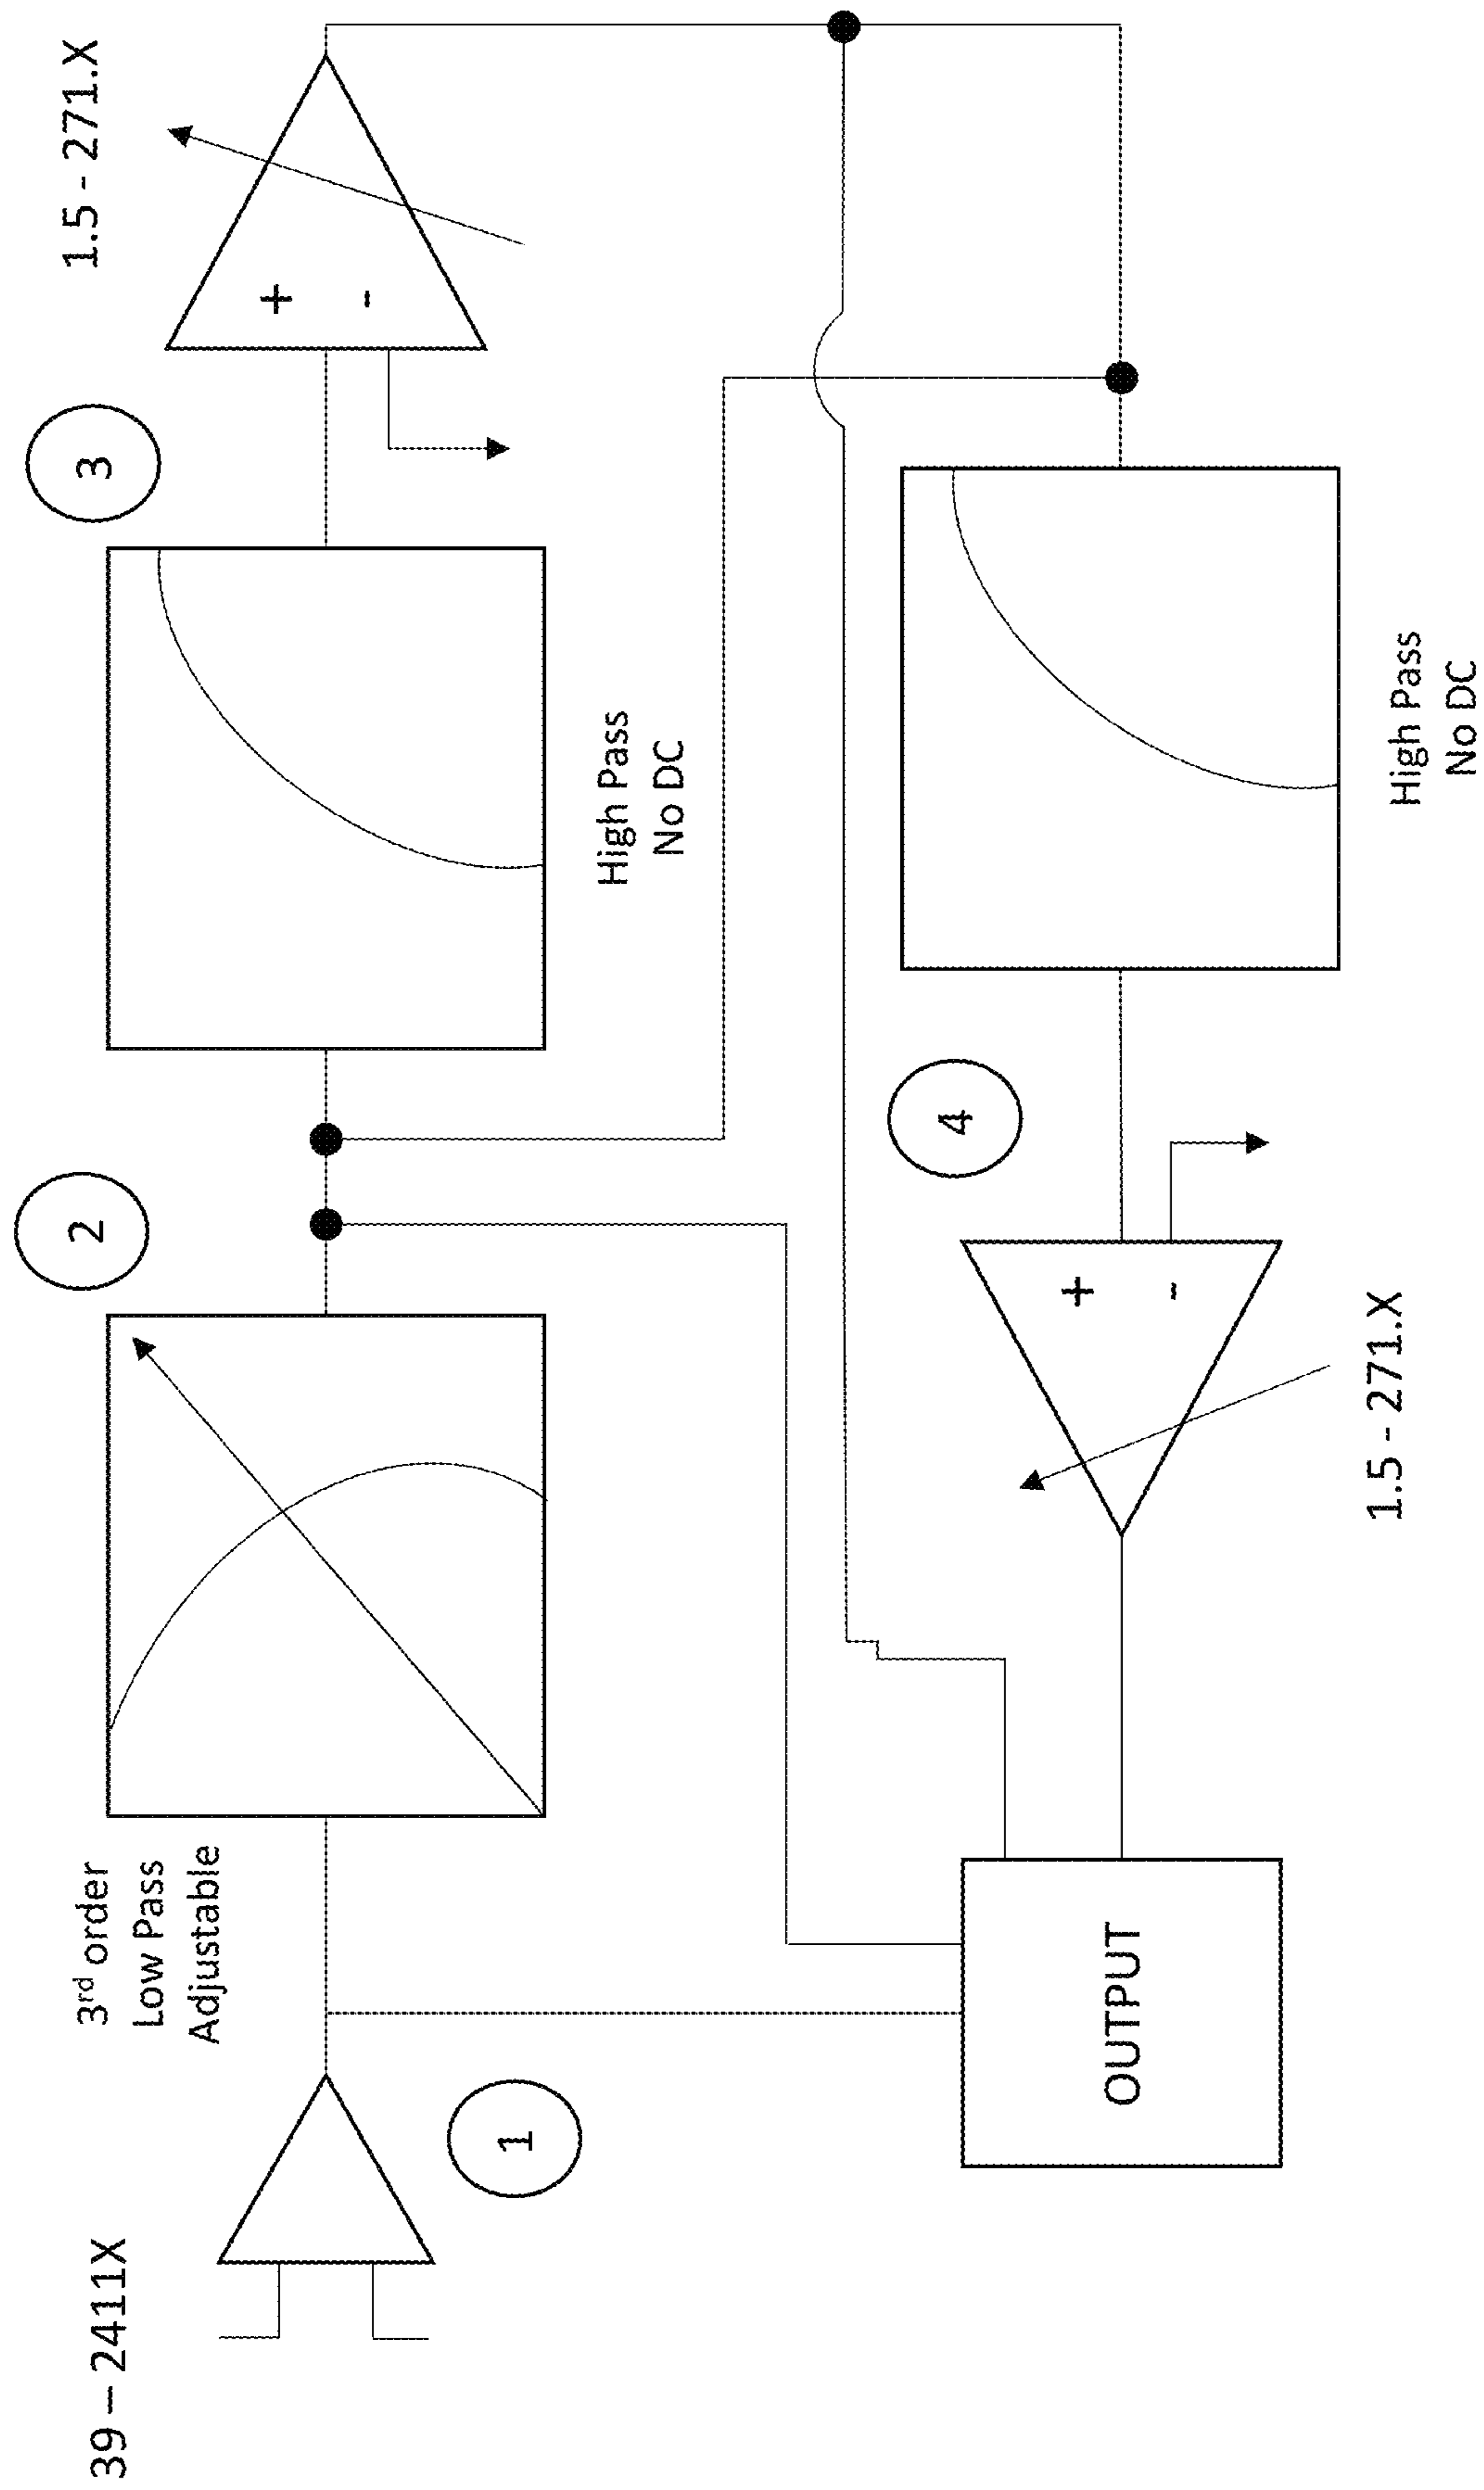 39 – 2411X
1
3rd order
Low Pass
Adjustable
2
High Pass
No DC
3
+
-
1.5 - 271.X
OUTPUT
1.5 - 271.X
+
-
4
High Pass
No DC